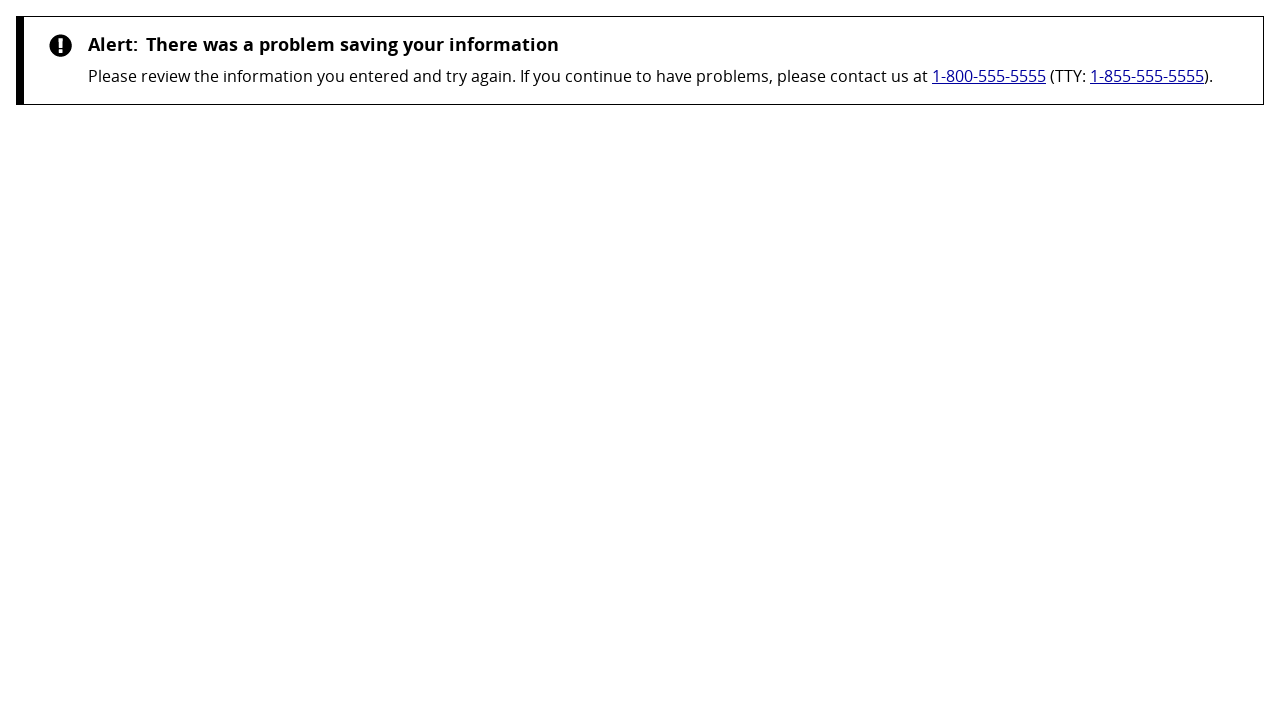 Alert: There was a problem saving your information
Please review the information you entered and try again. If you continue to have problems, please contact us at 1-800-555-5555 (TTY: 1-855-555-5555).